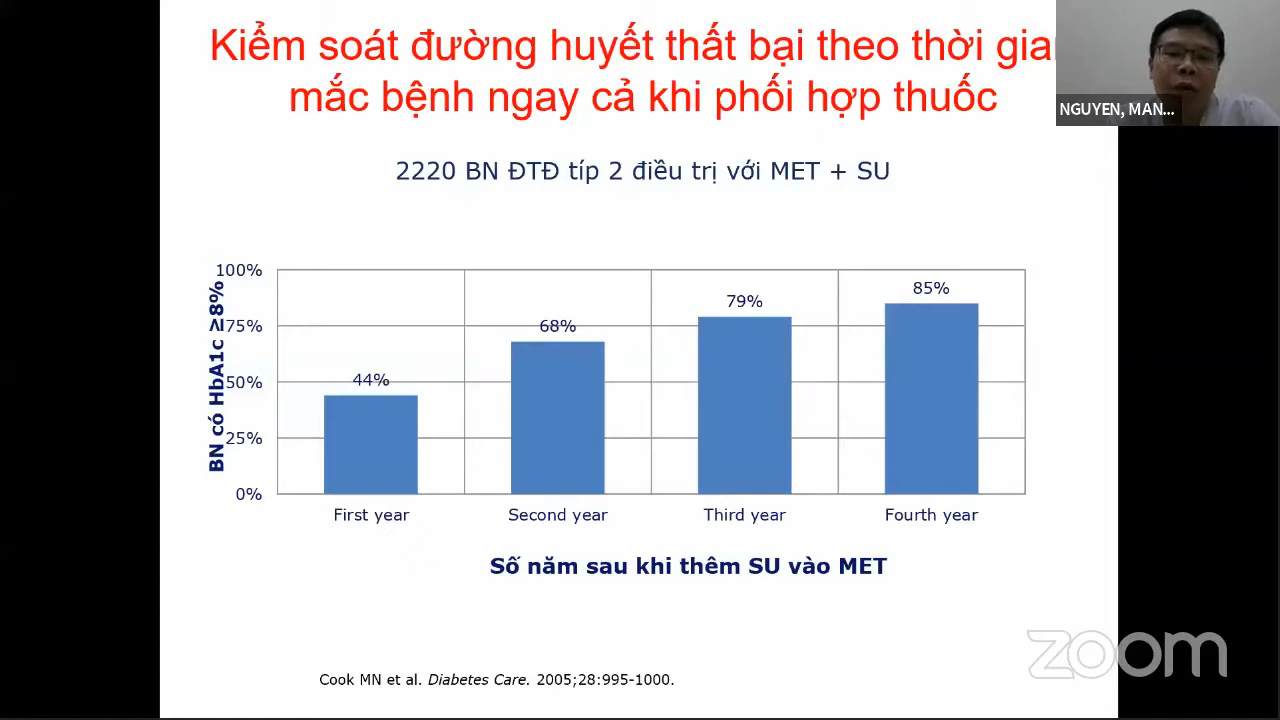 Kiểm soát đường huyết thất bại theo thời gian
mắc bệnh ngay cả khi phối hợp thuốc
NGUYEN, MAN...
2220 BN ĐTĐ típ 2 điều trị với MET + SU
BN có HbA1c ≥8%
100%
75%
50%
25%
0%
44%
68%
79%
85%
First year
Second year
Third year
Fourth year
Số năm sau khi thêm SU vào MET
zoom
Cook MN et al. Diabetes Care. 2005;28:995-1000.